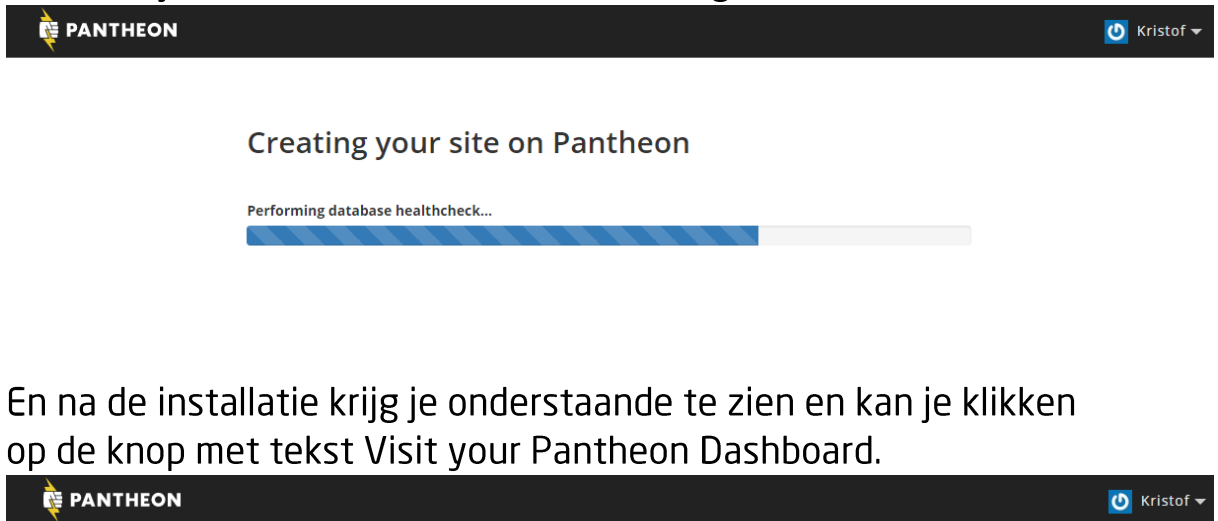 PANTHEON
Kristof
Creating your site on Pantheon
Performing database healthcheck...
En na de installatie krijg je onderstaande te zien en kan je klikken
op de knop met tekst Visit your Pantheon Dashboard.
PANTHEON
Kristof